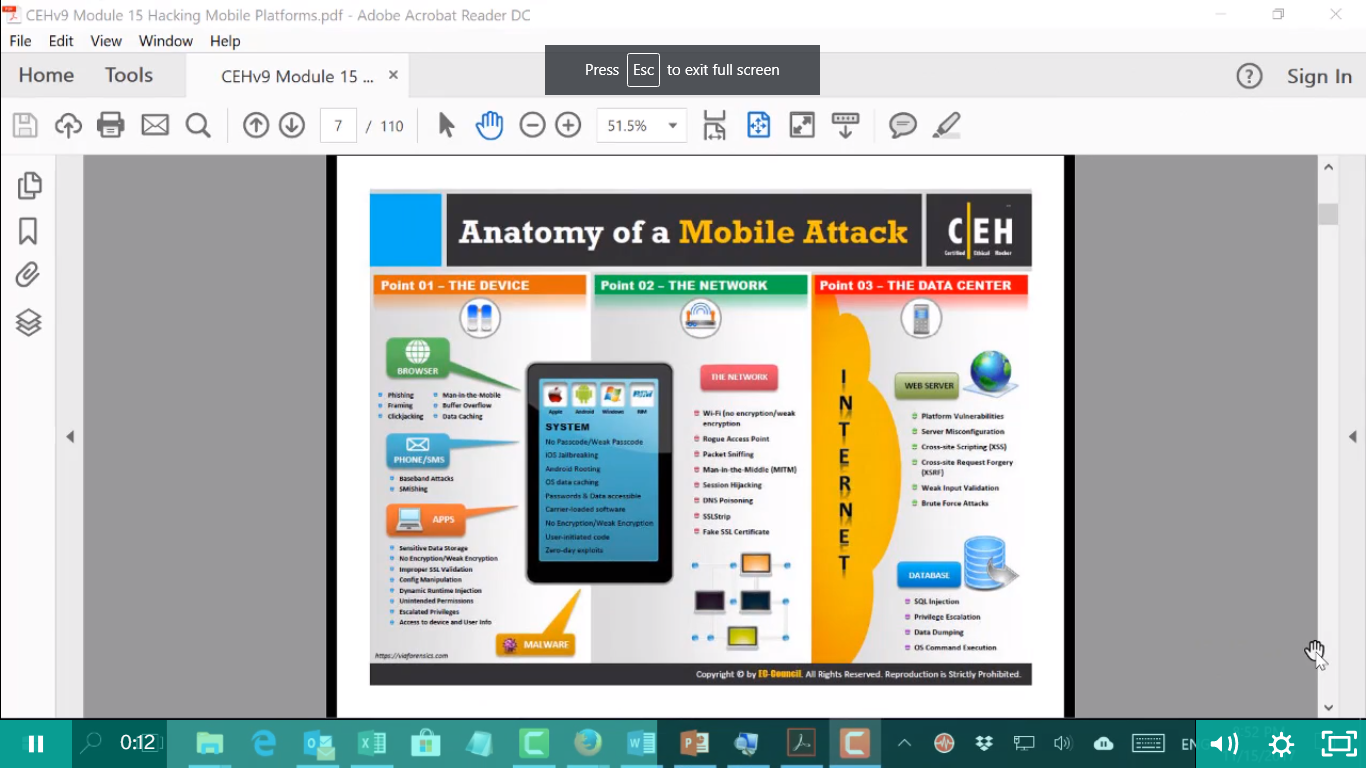 CEHv9 Module 15 Hacking Mobile Platforms.pdf - Adobe Acrobat Reader DC
File Edit View Window Help
Press Esc to exit full screen
Home Tools CEHv9 Module 15 ... × Sign In
7 / 110 51.5%
Anatomy of a Mobile Attack
C|EH
Certified Ethical Hacker
Point 01 – THE DEVICE
BROWSER
Phishing
Framing
Clickjacking
Man-in-the-Mobile
Buffer Overflow
Data Caching
PHONE/SMS
Baseband Attacks
SMiShing
APPS
Sensitive Data Storage
No Encryption/Weak Encryption
Improper SSL Validation
Config Manipulation
Dynamic Runtime Injection
Unintended Permissions
Escalated Privileges
Access to device and User Info
MALWARE
https://viaforensics.com
Apple Android Windows RIM
SYSTEM
No Passcode/Weak Passcode
iOS Jailbreaking
Android Rooting
OS data caching
Passwords & Data accessible
Carrier-loaded software
No Encryption/Weak Encryption
User-initiated code
Zero-day exploits
Point 02 – THE NETWORK
THE NETWORK
Wi-Fi (no encryption/weak
encryption
Rogue Access Point
Packet Sniffing
Man-in-the-Middle (MITM)
Session Hijacking
DNS Poisoning
SSLStrip
Fake SSL Certificate
INTERNET
Point 03 – THE DATA CENTER
WEB SERVER
Platform Vulnerabilities
Server Misconfiguration
Cross-site Scripting (XSS)
Cross-site Request Forgery
(XSRF)
Weak Input Validation
Brute Force Attacks
DATABASE
SQL Injection
Privilege Escalation
Data Dumping
OS Command Execution
Copyright © by EC-Council. All Rights Reserved. Reproduction is Strictly Prohibited.
0:12